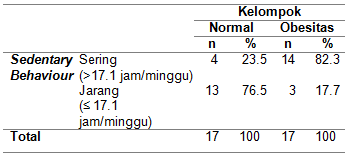 Kelompok
Normal Obesitas
n % n %
Sedentary Sering 4 23.5 14 82.3
Behaviour (>17.1 jam/minggu)
Jarang 13 76.5 3 17.7
(≤ 17.1
jam/minggu)
Total 17 100 17 100